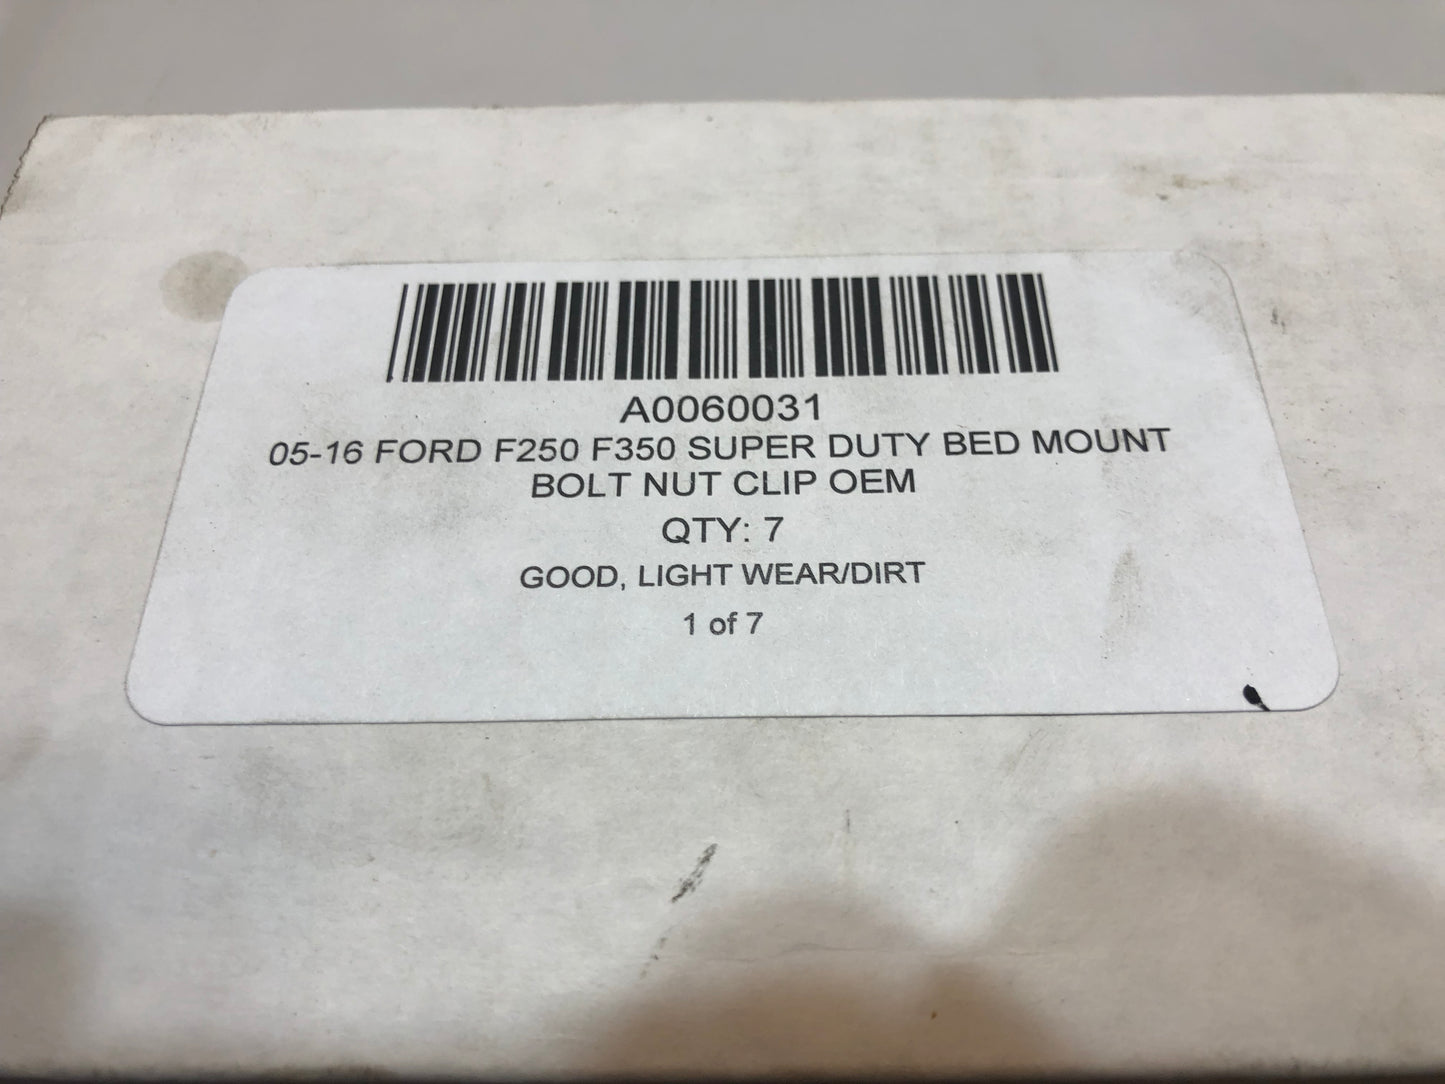 A0060031
05-16 FORD F250 F350 SUPER DUTY BED MOUNT
BOLT NUT CLIP OEM
QTY: 7
GOOD, LIGHT WEAR/DIRT
1 of 7